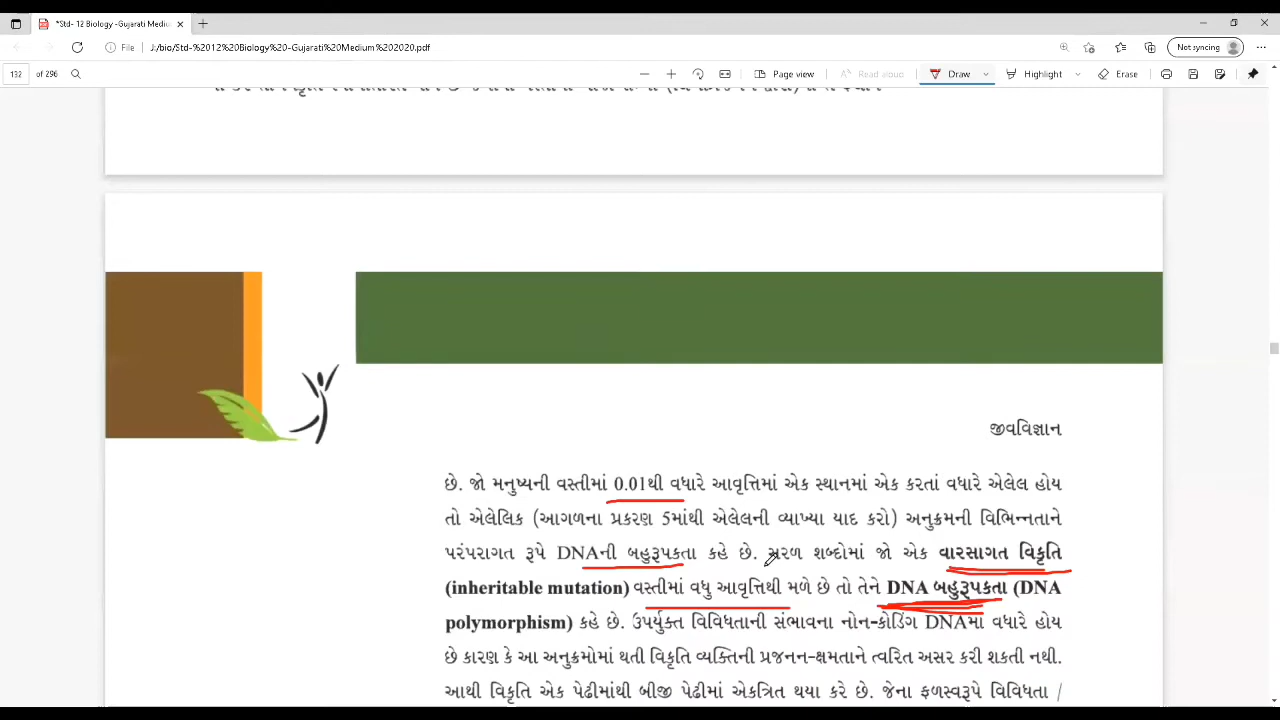 *Std- 12 Biology -Gujarati Mediu
File J:/bio/Std-%2012%20Biology%20-Gujarati%20Medium%202020.pdf Not syncing
132 of 296 Page view Read aloud Draw Highlight Erase
જીવવિજ્ઞાન
છે. જો મનુષ્યની વસ્તીમાં 0.01થી વધારે આવૃત્તિમાં એક સ્થાનમાં એક કરતાં વધારે એલેલ હોય
તો એલેલિક (આગળના પ્રકરણ 5માંથી એલેલની વ્યાખ્યા યાદ કરો) અનુક્રમની વિભિન્નતાને
પરંપરાગત રૂપે DNAની બહુરૂપકતા કહે છે. સરળ શબ્દોમાં જો એક વારસાગત વિકૃતિ
(inheritable mutation) વસ્તીમાં વધુ આવૃત્તિથી મળે છે તો તેને DNA બહુરૂપકતા (DNA
polymorphism) કહે છે. ઉપર્યુક્ત વિવિધતાની સંભાવના નોન-કોડિંગ DNAમાં વધારે હોય
છે કારણ કે આ અનુક્રમોમાં થતી વિકૃતિ વ્યક્તિની પ્રજનન-ક્ષમતાને ત્વરિત અસર કરી શકતી નથી.
આથી વિકૃતિ એક પેઢીમાંથી બીજી પેઢીમાં એકત્રિત થયા કરે છે. જેના ફળસ્વરૂપે વિવિધતા /